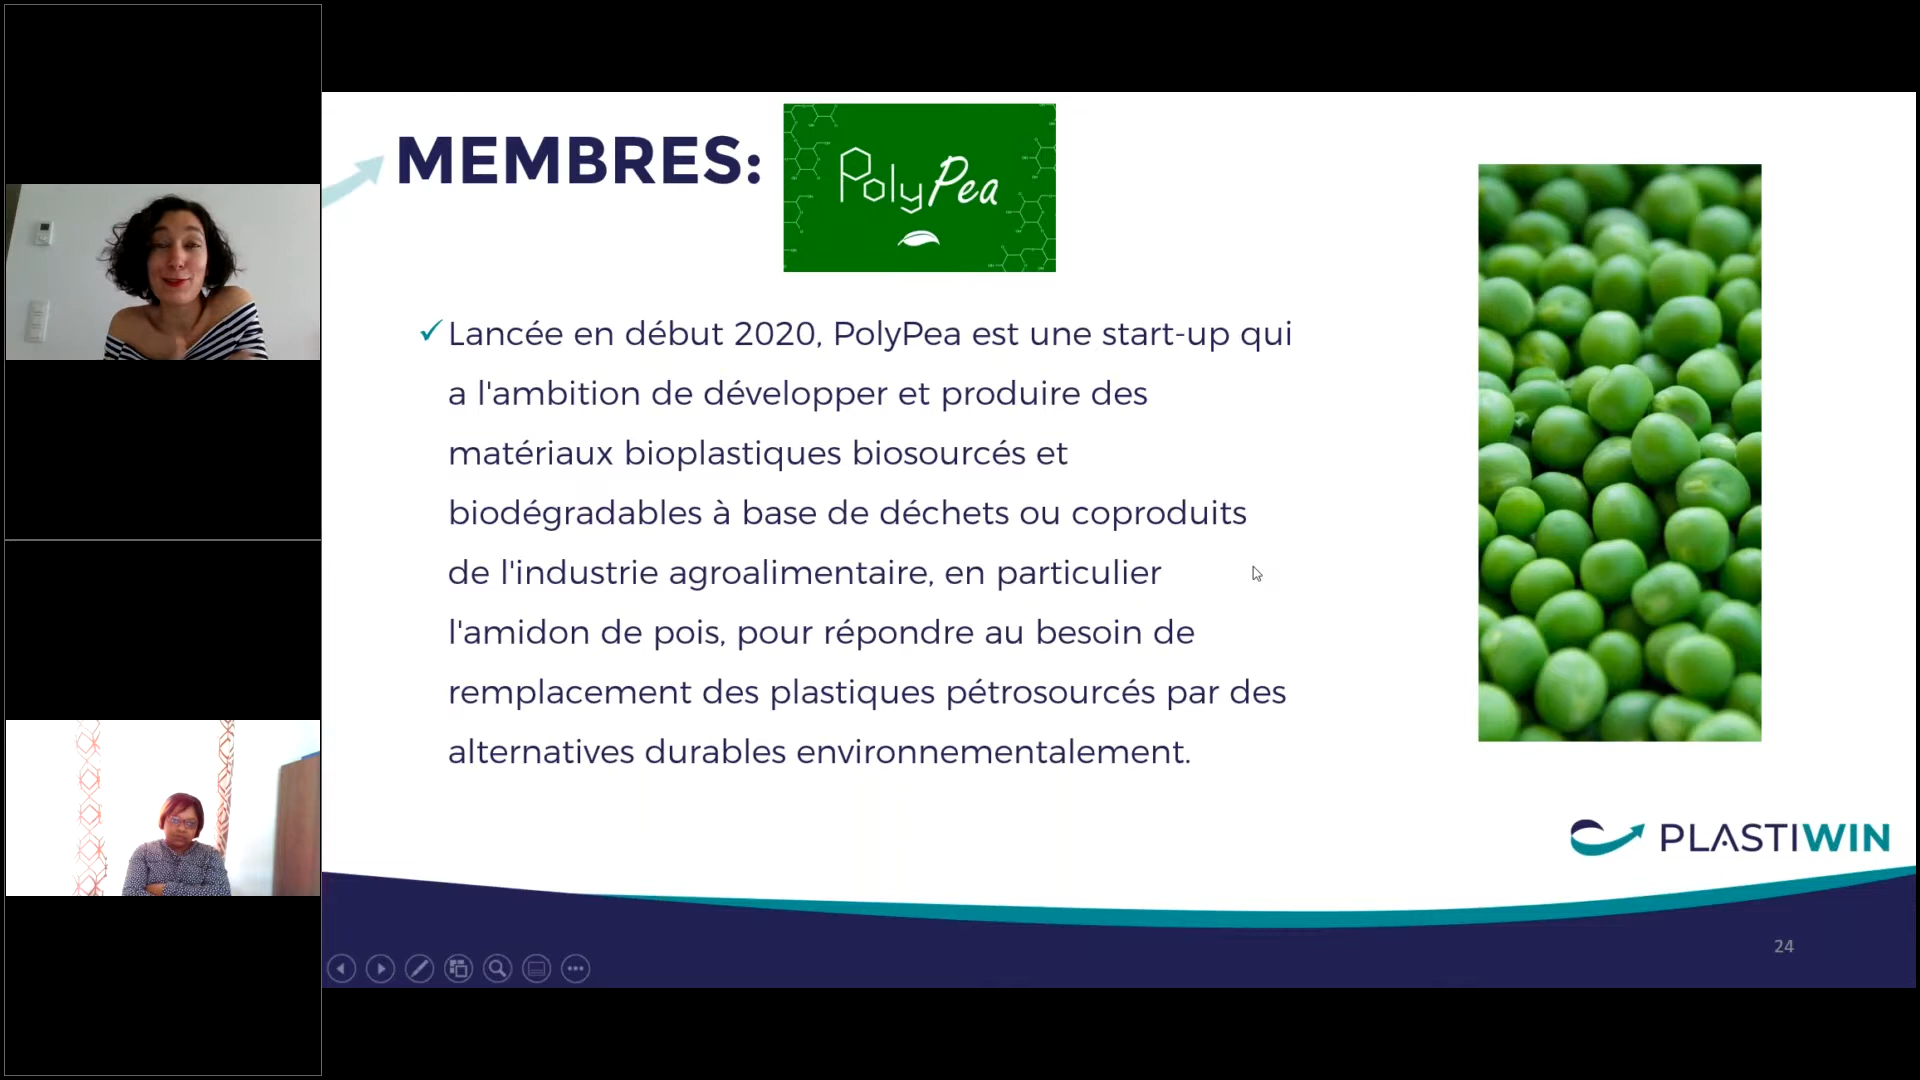 MEMBRES:
PolyPea
Lancée en début 2020, PolyPea est une start-up qui
a l'ambition de développer et produire des
matériaux bioplastiques biosourcés et
biodégradables à base de déchets ou coproduits
de l'industrie agroalimentaire, en particulier
l'amidon de pois, pour répondre au besoin de
remplacement des plastiques pétrosourcés par des
alternatives durables environnementalement.
PLASTIWIN
24